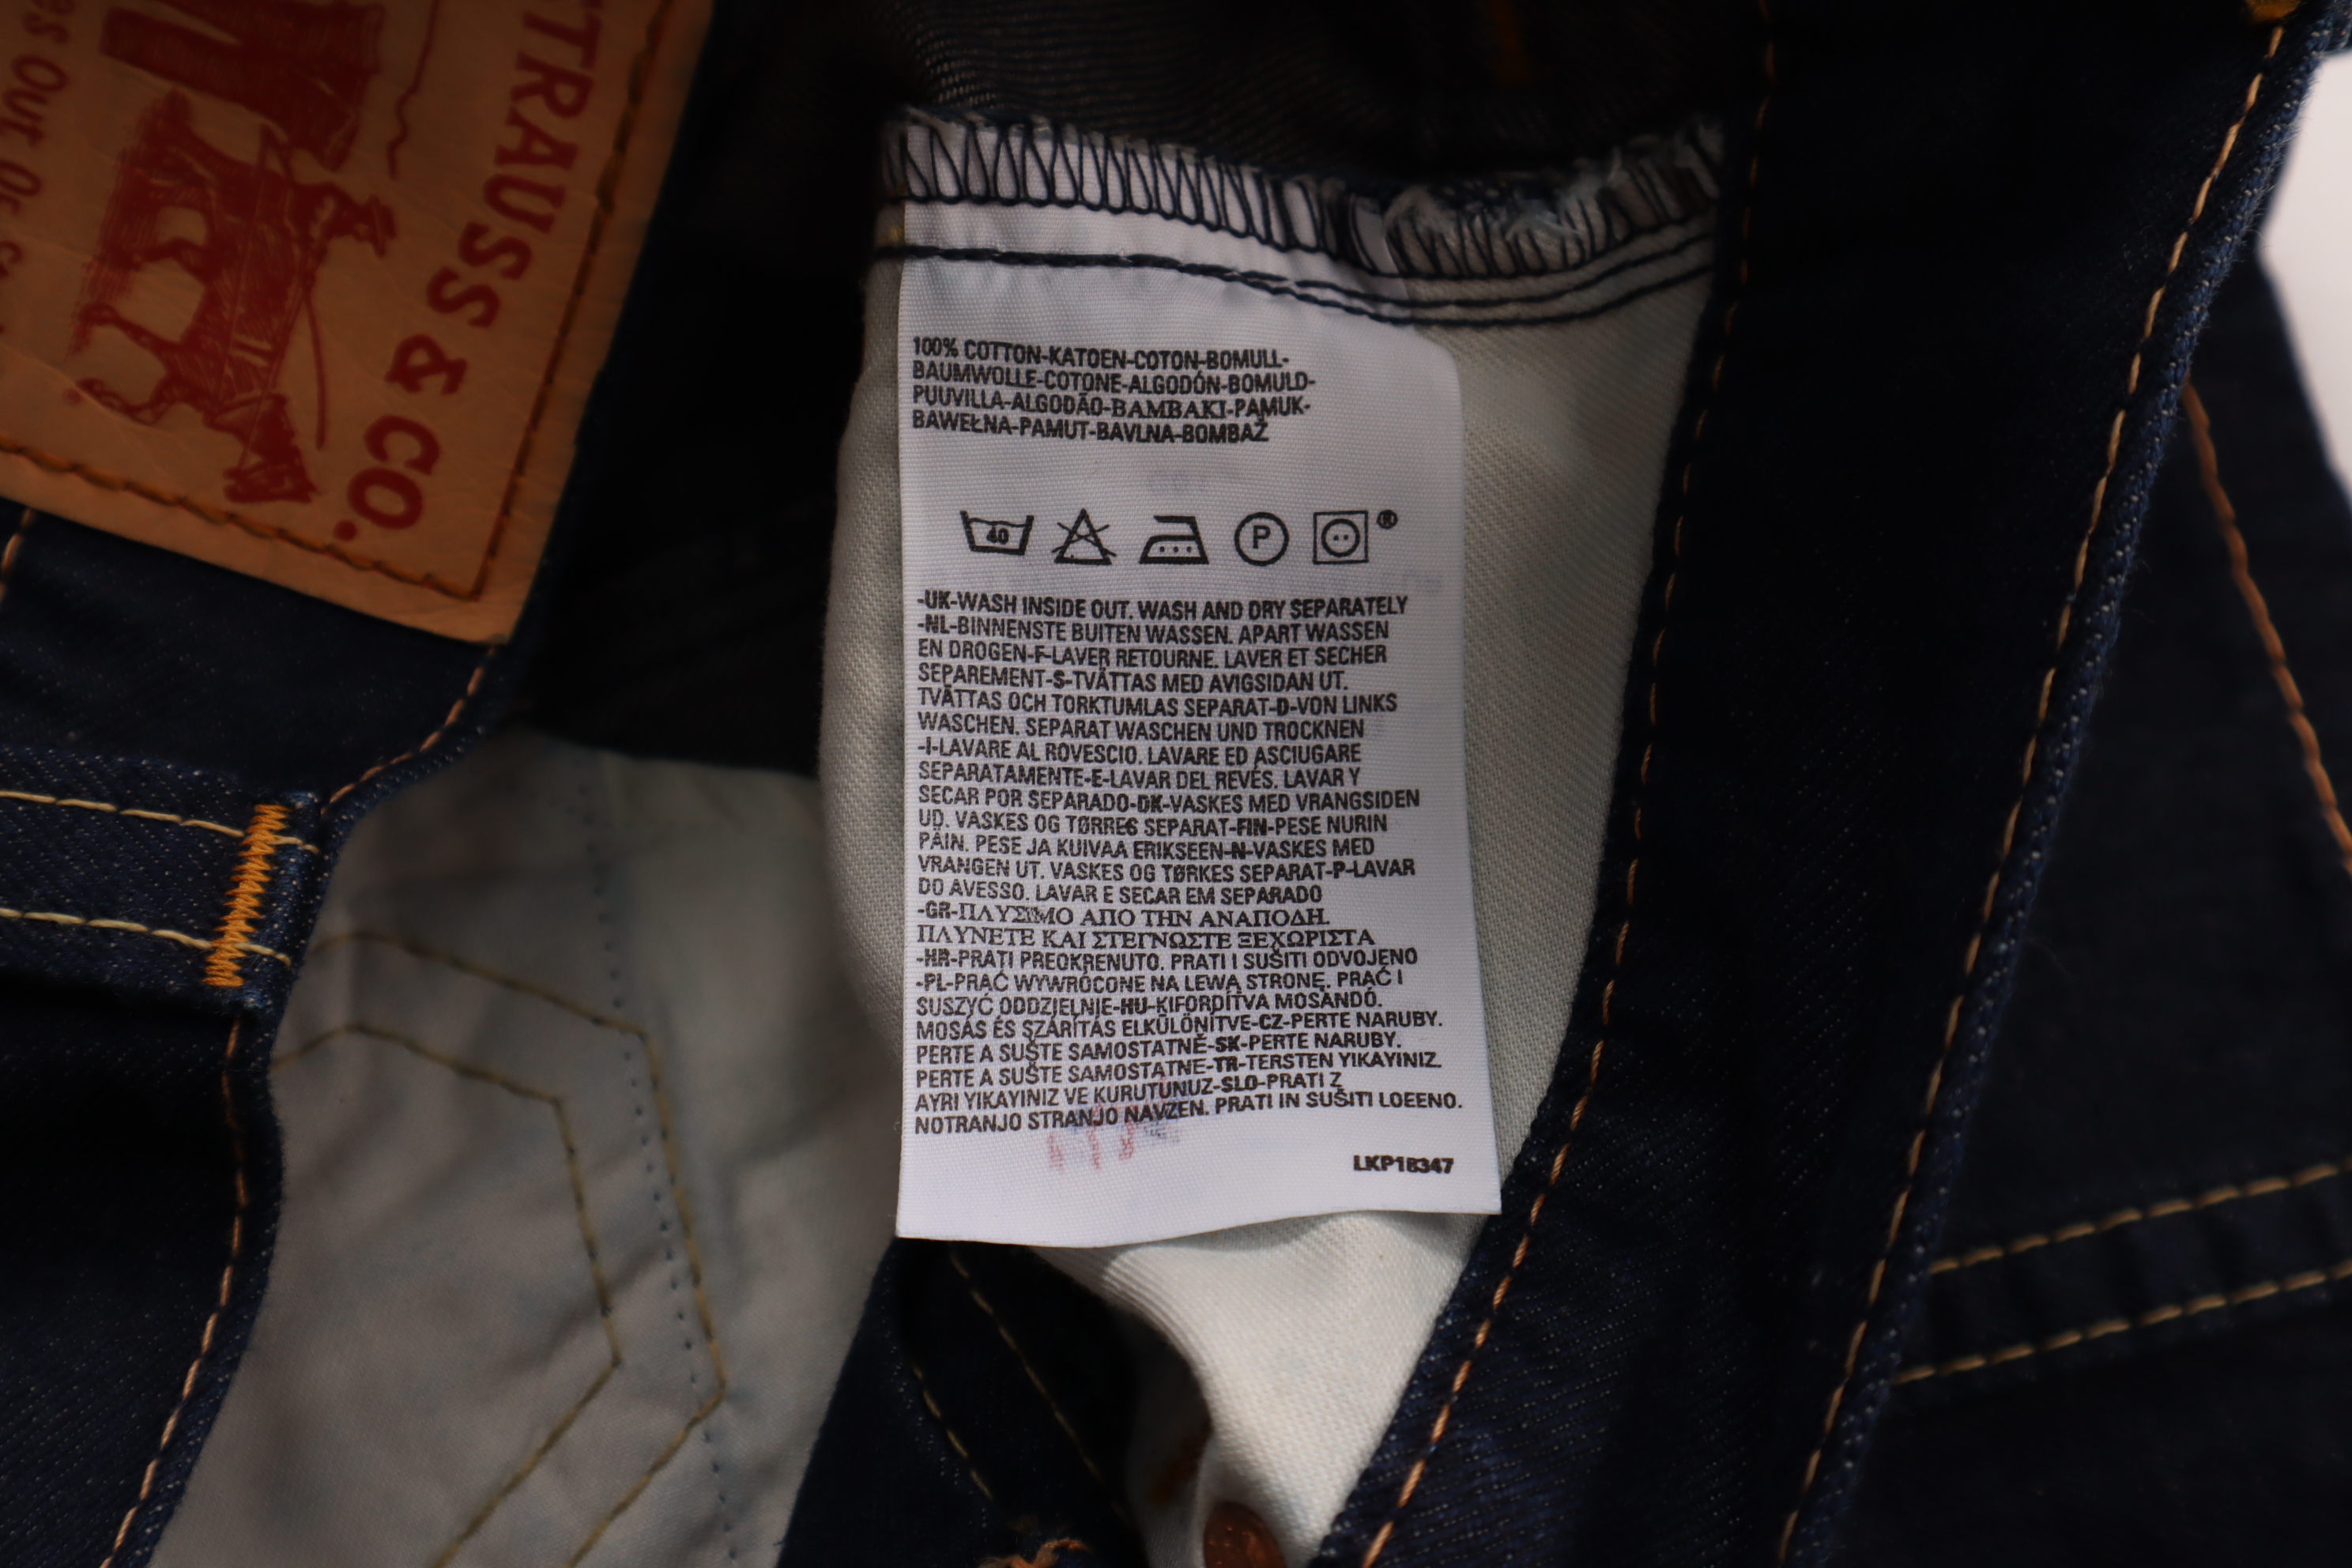 TRAUSS & CO.
OUT OF
100% COTTON-KATOEN-COTON-BOMULL-
BAUMWOLLE-COTONE-ALGODÓN-BOMULD-
PUUVILLA-ALGODÃO-BAMBAKI-PAMUK-
BAWEŁNA-PAMUT-BAVLNA-BOMBAŽ
40
P
®
-UK-WASH INSIDE OUT. WASH AND DRY SEPARATELY
-NL-BINNENSTE BUITEN WASSEN. APART WASSEN
EN DROGEN-F-LAVER RETOURNE. LAVER ET SECHER
SEPAREMENT-S-TVÄTTAS MED AVIGSIDAN UT.
TVÄTTAS OCH TORKTUMLAS SEPARAT-D-VON LINKS
WASCHEN. SEPARAT WASCHEN UND TROCKNEN
-I-LAVARE AL ROVESCIO. LAVARE ED ASCIUGARE
SEPARATAMENTE-E-LAVAR DEL REVÉS. LAVAR Y
SECAR POR SEPARADO-DK-VASKES MED VRANGSIDEN
UD. VASKES OG TØRRES SEPARAT-FIN-PESE NURIN
PÄIN. PESE JA KUIVAA ERIKSEEN-N-VASKES MED
VRANGEN UT. VASKES OG TØRKES SEPARAT-P-LAVAR
DO AVESSO. LAVAR E SECAR EM SEPARADO
-GR-ΠΛΥΣΙΜΟ ΑΠΟ ΤΗΝ ΑΝΑΠΟΔΗ.
ΠΛΥΝΕΤΕ ΚΑΙ ΣΤΕΓΝΩΣΤΕ ΞΕΧΩΡΙΣΤΑ
-HR-PRATI PREOKRENUTO. PRATI I SUŠITI ODVOJENO
-PL-PRAĆ WYWRÓCONE NA LEWĄ STRONĘ. PRAĆ I
SUSZYĆ ODDZIELNIE-HU-KIFORDÍTVA MOSANDÓ.
MOSÁS ÉS SZÁRÍTÁS ELKÜLÖNÍTVE-CZ-PERTE NARUBY.
PERTE A SUŠTE SAMOSTATNĚ-SK-PERTE NARUBY.
PERTE A SUŠTE SAMOSTATNE-TR-TERSTEN YIKAYINIZ.
AYRI YIKAYINIZ VE KURUTUNUZ-SLO-PRATI Z
NOTRANJO STRANJO NAVZEN. PRATI IN SUŠITI LOEENO.
LKP18347